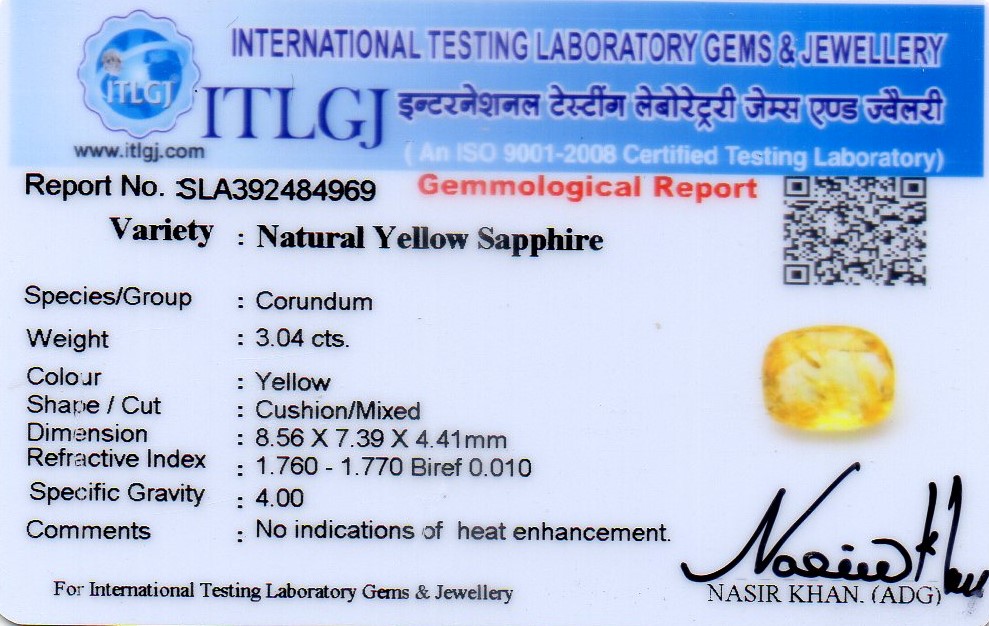 INTERNATIONAL TESTING LABORATORY GEMS & JEWELLERY
ITLGJ
ITLGJ इन्टरनेशनल टेस्टींग लेबोरेट्ररी जेम्स एण्ड ज्वैलरी
www.itlgj.com
( An ISO 9001-2008 Certified Testing Laboratory)
Report No. :SLA392484969
Gemmological Report
Variety : Natural Yellow Sapphire
Species/Group : Corundum
Weight : 3.04 cts.
Colour : Yellow
Shape / Cut : Cushion/Mixed
Dimension : 8.56 X 7.39 X 4.41mm
Refractive Index : 1.760 - 1.770 Biref 0.010
Specific Gravity : 4.00
Comments : No indications of heat enhancement.
Nasir Khan
For International Testing Laboratory Gems & Jewellery
NASIR KHAN. (ADG)